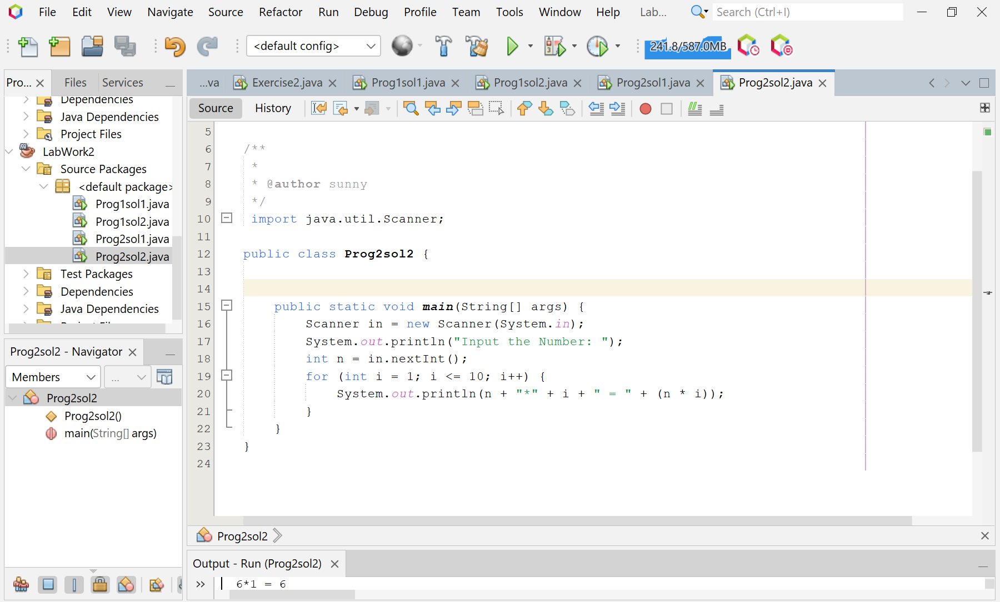 File Edit View Navigate Source Refactor Run Debug Profile Team Tools Window Help Lab... Search (Ctrl+I)
<default config> 241.8/587.0MB
Pro... Files Services
...va Exercise2.java Prog1sol1.java Prog1sol2.java Prog2sol1.java Prog2sol2.java
Source History
Dependencies
Java Dependencies
Project Files
LabWork2
Source Packages
<default package>
Prog1sol1.java
Prog1sol2.java
Prog2sol1.java
Prog2sol2.java
Test Packages
Dependencies
Java Dependencies
Prog2sol2 - Navigator
Members ...
Prog2sol2
Prog2sol2()
main(String[] args)
5
6 /**
7 *
8 * @author sunny
9 */
10 import java.util.Scanner;
11
12 public class Prog2sol2 {
13
14
15 public static void main(String[] args) {
16 Scanner in = new Scanner(System.in);
17 System.out.println("Input the Number: ");
18 int n = in.nextInt();
19 for (int i = 1; i <= 10; i++) {
20 System.out.println(n + "*" + i + " = " + (n * i));
21 }
22 }
23 }
24
Prog2sol2
Output - Run (Prog2sol2)
6*1 = 6